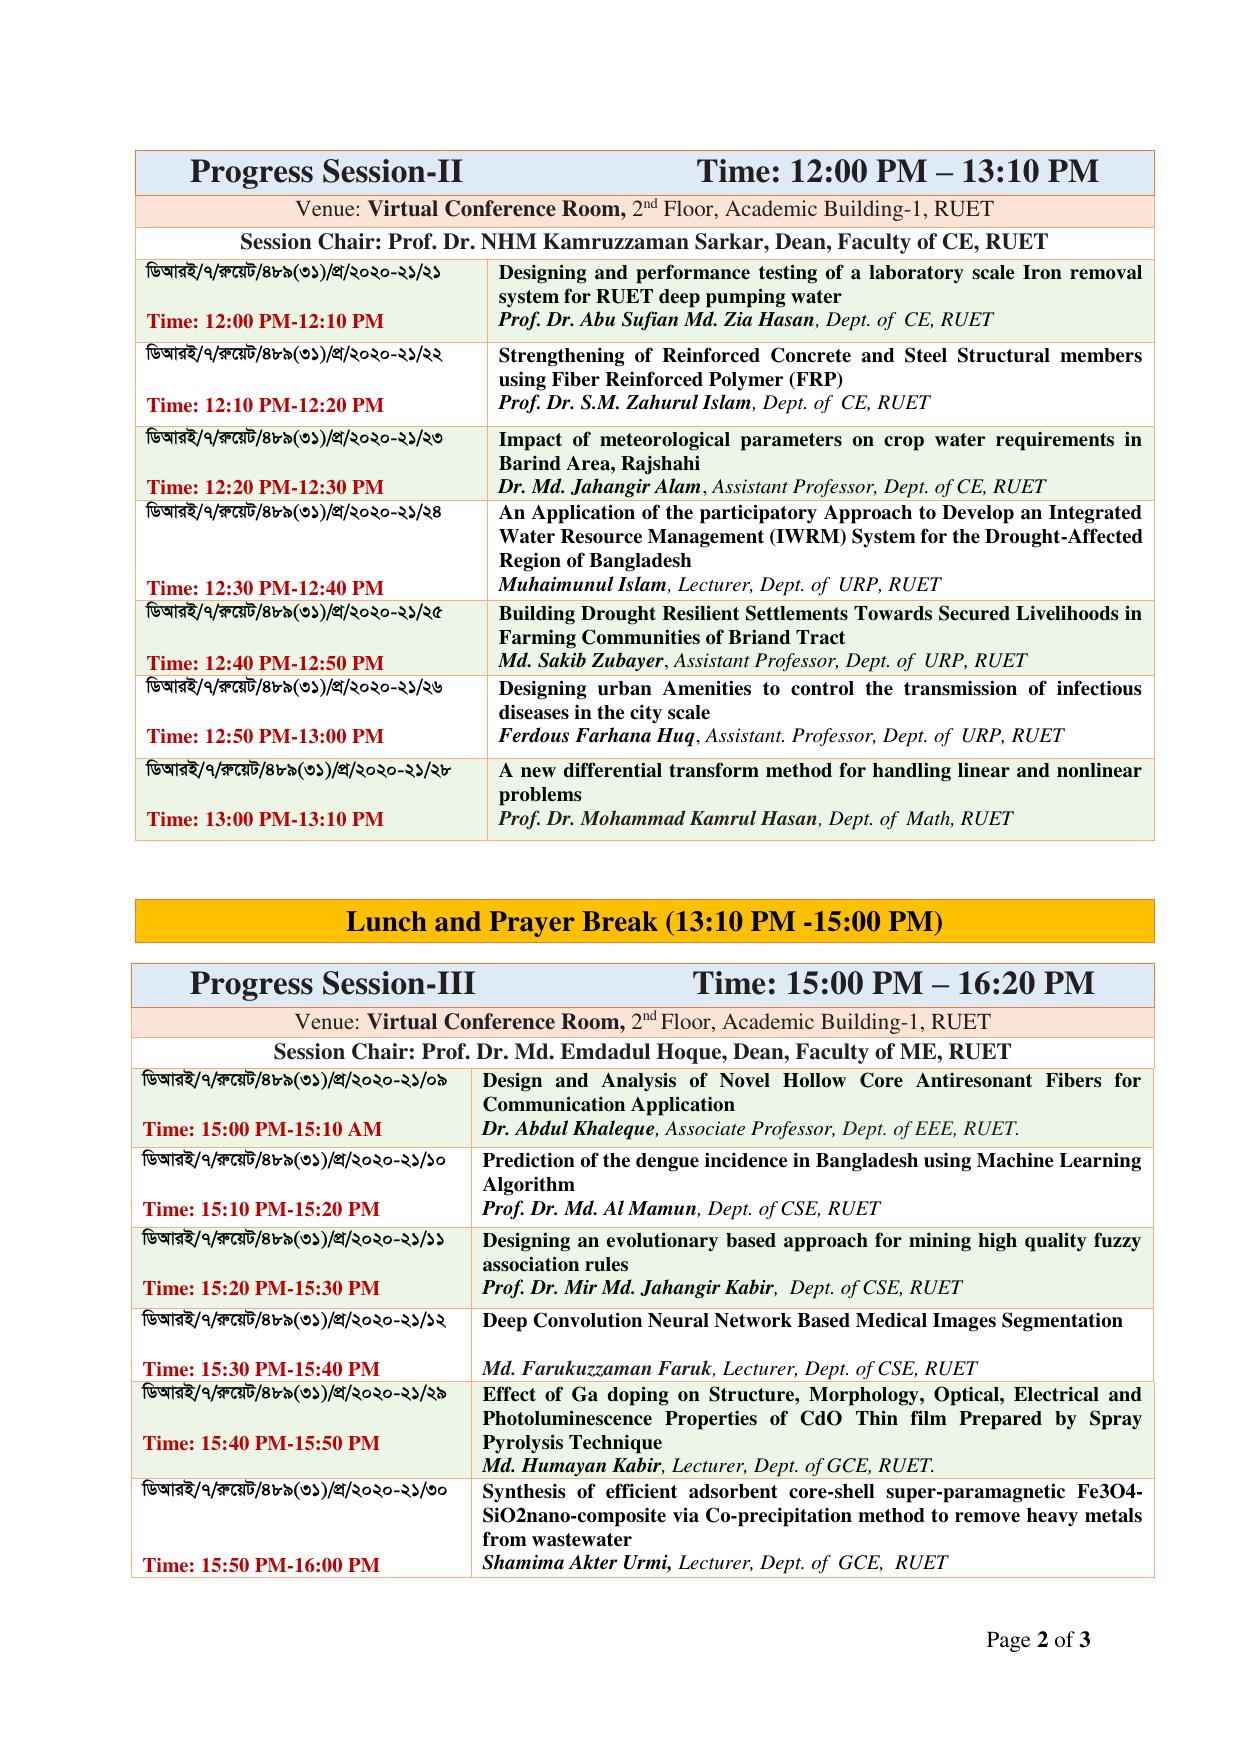 Progress Session-II Time: 12:00 PM – 13:10 PM
Venue: Virtual Conference Room, 2nd Floor, Academic Building-1, RUET
Session Chair: Prof. Dr. NHM Kamruzzaman Sarkar, Dean, Faculty of CE, RUET
ডিআরই/৭/রুয়েট/৪৮৯(৩১)/প্র/২০২০-২১/২১
Time: 12:00 PM-12:10 PM
Designing and performance testing of a laboratory scale Iron removal
system for RUET deep pumping water
Prof. Dr. Abu Sufian Md. Zia Hasan, Dept. of CE, RUET
ডিআরই/৭/রুয়েট/৪৮৯(৩১)/প্র/২০২০-২১/২২
Time: 12:10 PM-12:20 PM
Strengthening of Reinforced Concrete and Steel Structural members
using Fiber Reinforced Polymer (FRP)
Prof. Dr. S.M. Zahurul Islam, Dept. of CE, RUET
ডিআরই/৭/রুয়েট/৪৮৯(৩১)/প্র/২০২০-২১/২৩
Time: 12:20 PM-12:30 PM
Impact of meteorological parameters on crop water requirements in
Barind Area, Rajshahi
Dr. Md. Jahangir Alam, Assistant Professor, Dept. of CE, RUET
ডিআরই/৭/রুয়েট/৪৮৯(৩১)/প্র/২০২০-২১/২৪
Time: 12:30 PM-12:40 PM
An Application of the participatory Approach to Develop an Integrated
Water Resource Management (IWRM) System for the Drought-Affected
Region of Bangladesh
Muhaimunul Islam, Lecturer, Dept. of URP, RUET
ডিআরই/৭/রুয়েট/৪৮৯(৩১)/প্র/২০২০-২১/২৫
Time: 12:40 PM-12:50 PM
Building Drought Resilient Settlements Towards Secured Livelihoods in
Farming Communities of Briand Tract
Md. Sakib Zubayer, Assistant Professor, Dept. of URP, RUET
ডিআরই/৭/রুয়েট/৪৮৯(৩১)/প্র/২০২০-২১/২৬
Time: 12:50 PM-13:00 PM
Designing urban Amenities to control the transmission of infectious
diseases in the city scale
Ferdous Farhana Huq, Assistant. Professor, Dept. of URP, RUET
ডিআরই/৭/রুয়েট/৪৮৯(৩১)/প্র/২০২০-২১/২৮
Time: 13:00 PM-13:10 PM
A new differential transform method for handling linear and nonlinear
problems
Prof. Dr. Mohammad Kamrul Hasan, Dept. of Math, RUET
Lunch and Prayer Break (13:10 PM -15:00 PM)
Progress Session-III Time: 15:00 PM – 16:20 PM
Venue: Virtual Conference Room, 2nd Floor, Academic Building-1, RUET
Session Chair: Prof. Dr. Md. Emdadul Hoque, Dean, Faculty of ME, RUET
ডিআরই/৭/রুয়েট/৪৮৯(৩১)/প্র/২০২০-২১/০৯
Time: 15:00 PM-15:10 AM
Design and Analysis of Novel Hollow Core Antiresonant Fibers for
Communication Application
Dr. Abdul Khaleque, Associate Professor, Dept. of EEE, RUET.
ডিআরই/৭/রুয়েট/৪৮৯(৩১)/প্র/২০২০-২১/১০
Time: 15:10 PM-15:20 PM
Prediction of the dengue incidence in Bangladesh using Machine Learning
Algorithm
Prof. Dr. Md. Al Mamun, Dept. of CSE, RUET
ডিআরই/৭/রুয়েট/৪৮৯(৩১)/প্র/২০২০-২১/১১
Time: 15:20 PM-15:30 PM
Designing an evolutionary based approach for mining high quality fuzzy
association rules
Prof. Dr. Mir Md. Jahangir Kabir, Dept. of CSE, RUET
ডিআরই/৭/রুয়েট/৪৮৯(৩১)/প্র/২০২০-২১/১২
Time: 15:30 PM-15:40 PM
Deep Convolution Neural Network Based Medical Images Segmentation
Md. Farukuzzaman Faruk, Lecturer, Dept. of CSE, RUET
ডিআরই/৭/রুয়েট/৪৮৯(৩১)/প্র/২০২০-২১/২৯
Time: 15:40 PM-15:50 PM
Effect of Ga doping on Structure, Morphology, Optical, Electrical and
Photoluminescence Properties of CdO Thin film Prepared by Spray
Pyrolysis Technique
Md. Humayan Kabir, Lecturer, Dept. of GCE, RUET.
ডিআরই/৭/রুয়েট/৪৮৯(৩১)/প্র/২০২০-২১/৩০
Time: 15:50 PM-16:00 PM
Synthesis of efficient adsorbent core-shell super-paramagnetic Fe3O4-
SiO2nano-composite via Co-precipitation method to remove heavy metals
from wastewater
Shamima Akter Urmi, Lecturer, Dept. of GCE, RUET
Page 2 of 3